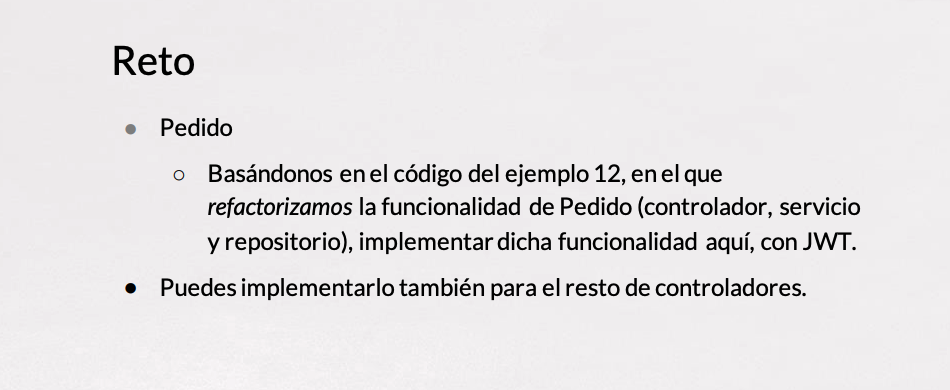 Reto
Pedido
Basándonos en el código del ejemplo 12, en el que
refactorizamos la funcionalidad de Pedido (controlador, servicio
y repositorio), implementar dicha funcionalidad aquí, con JWT.
Puedes implementarlo también para el resto de controladores.